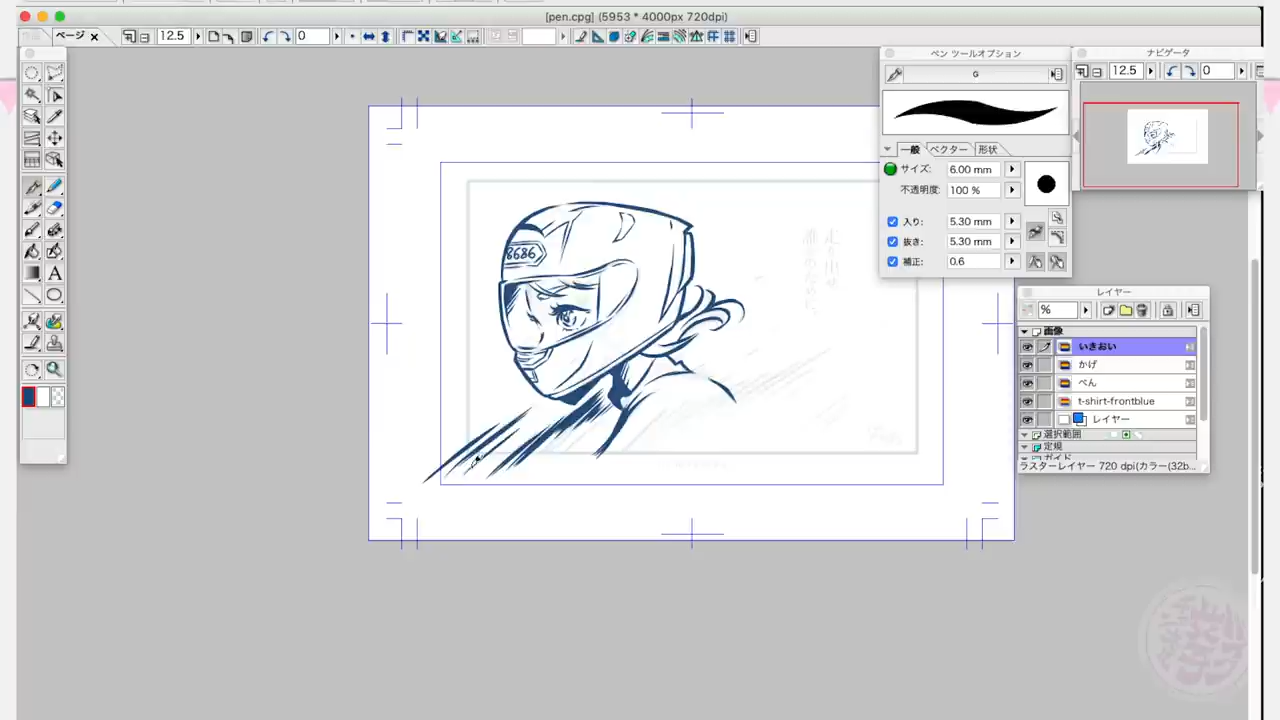 [pen.cpg] (5953 * 4000px 720dpi)
ページ
12.5
0
ペン ツールオプション
G
一般
ベクター
形状
サイズ:
6.00 mm
不透明度:
100 %
入り:
5.30 mm
抜き:
5.30 mm
補正:
0.6
ナビゲータ
12.5
0
8686
走り出せ
A
レイヤー
%
画像
いきおい
かげ
ぺん
t-shirt-frontblue
レイヤー
選択範囲
定規
ガイド
ラスターレイヤー 720 dpi(カラー(32b...